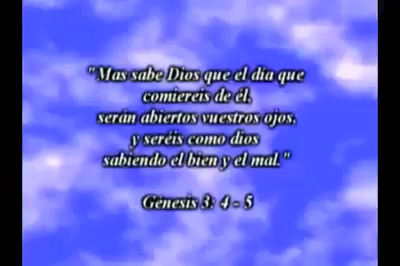 "Mas sabe Dios que el día que
comiereis de él,
serán abiertos vuestros ojos,
y seréis como dios
sabiendo el bien y el mal."
Génesis 3: 4 - 5